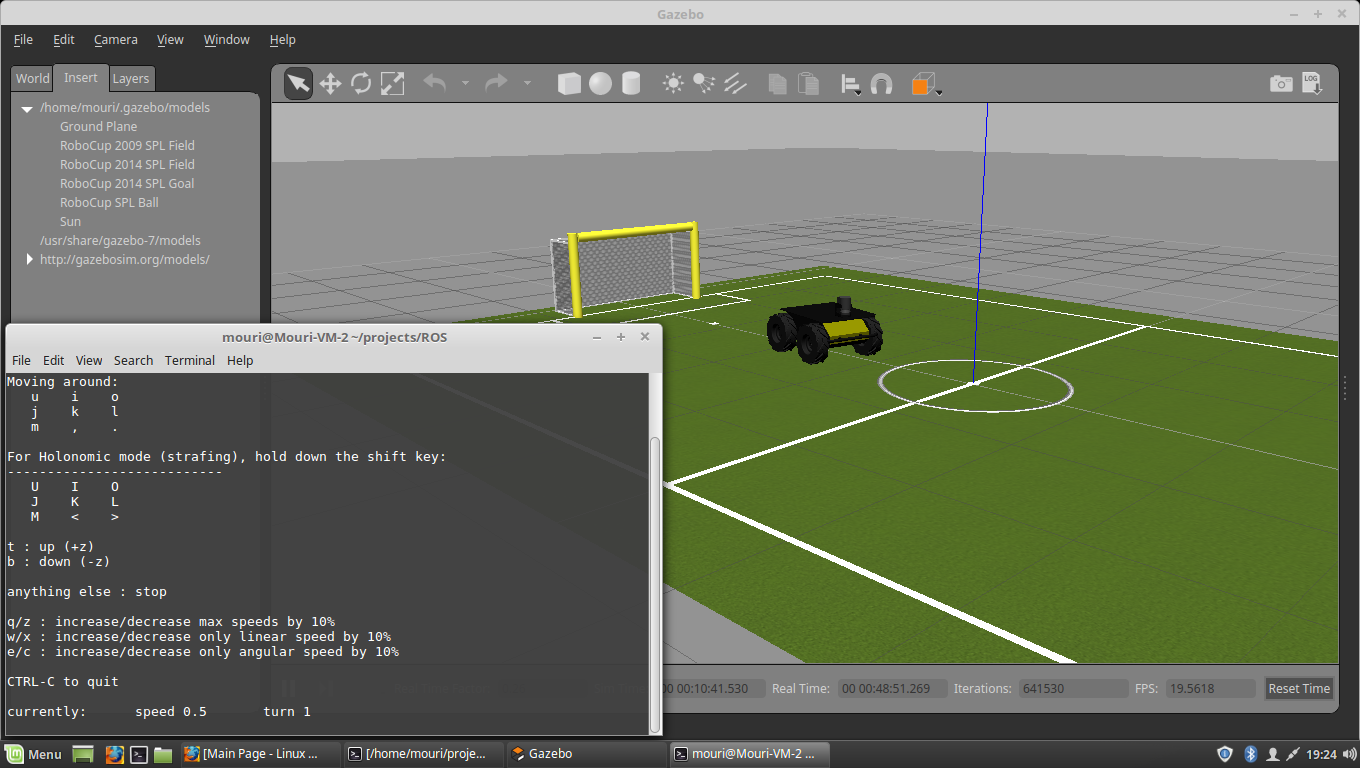 Gazebo
File Edit Camera View Window Help
World Insert Layers
LOG
/home/mouri/.gazebo/models
Ground Plane
RoboCup 2009 SPL Field
RoboCup 2014 SPL Field
RoboCup 2014 SPL Goal
RoboCup SPL Ball
Sun
/usr/share/gazebo-7/models
http://gazebosim.org/models/
mouri@Mouri-VM-2 ~/projects/ROS
File Edit View Search Terminal Help
Moving around:
u i o
j k l
m , .
For Holonomic mode (strafing), hold down the shift key:
---------------------------
U I O
J K L
M < >
t : up (+z)
b : down (-z)
anything else : stop
q/z : increase/decrease max speeds by 10%
w/x : increase/decrease only linear speed by 10%
e/c : increase/decrease only angular speed by 10%
CTRL-C to quit
currently: speed 0.5 turn 1
00 00:10:41.530 Real Time: 00 00:48:51.269 Iterations: 641530 FPS: 19.5618 Reset Time
Menu [Main Page - Linux ... [/home/mouri/proje... Gazebo mouri@Mouri-VM-2 ... 19:24